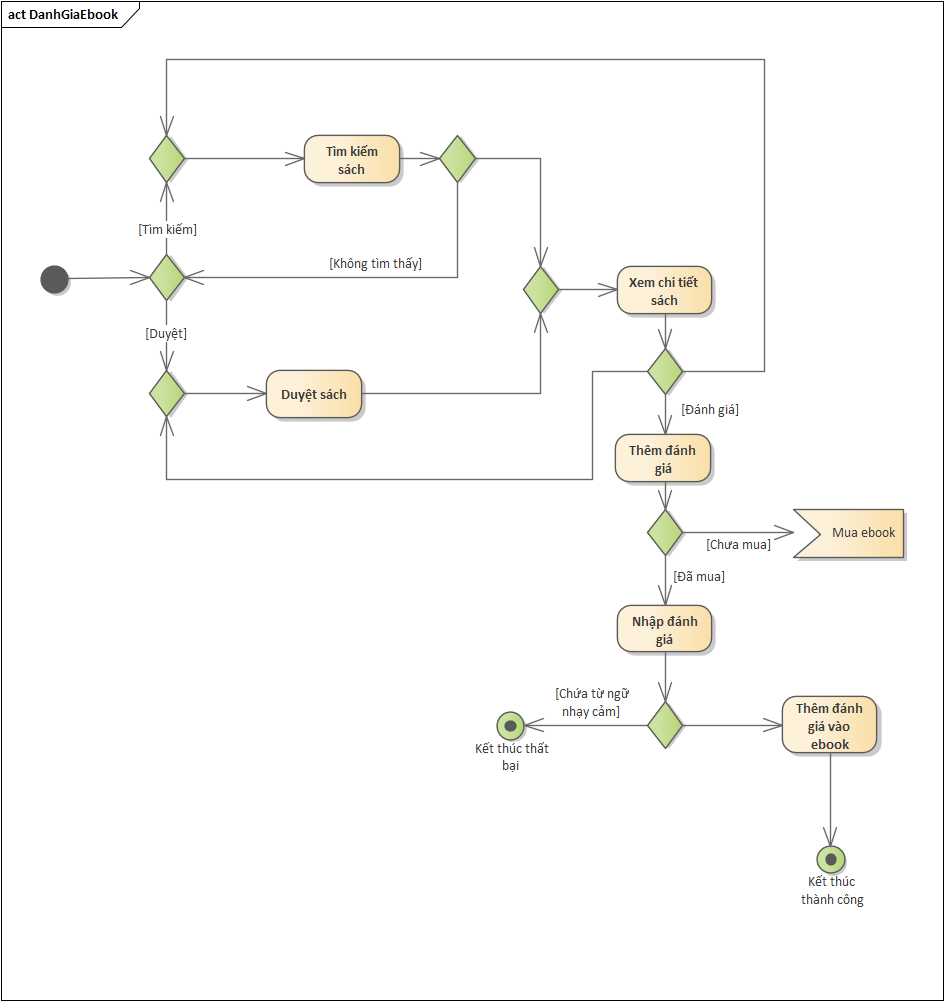 act DanhGiaEbook
Tìm kiếm
sách
[Tìm kiếm]
[Không tìm thấy]
Xem chi tiết
sách
[Duyệt]
Duyệt sách
[Đánh giá]
Thêm đánh
giá
Mua ebook
[Chưa mua]
[Đã mua]
Nhập đánh
giá
[Chứa từ ngữ
nhạy cảm]
Thêm đánh
giá vào
ebook
Kết thúc thất
bại
Kết thúc
thành công